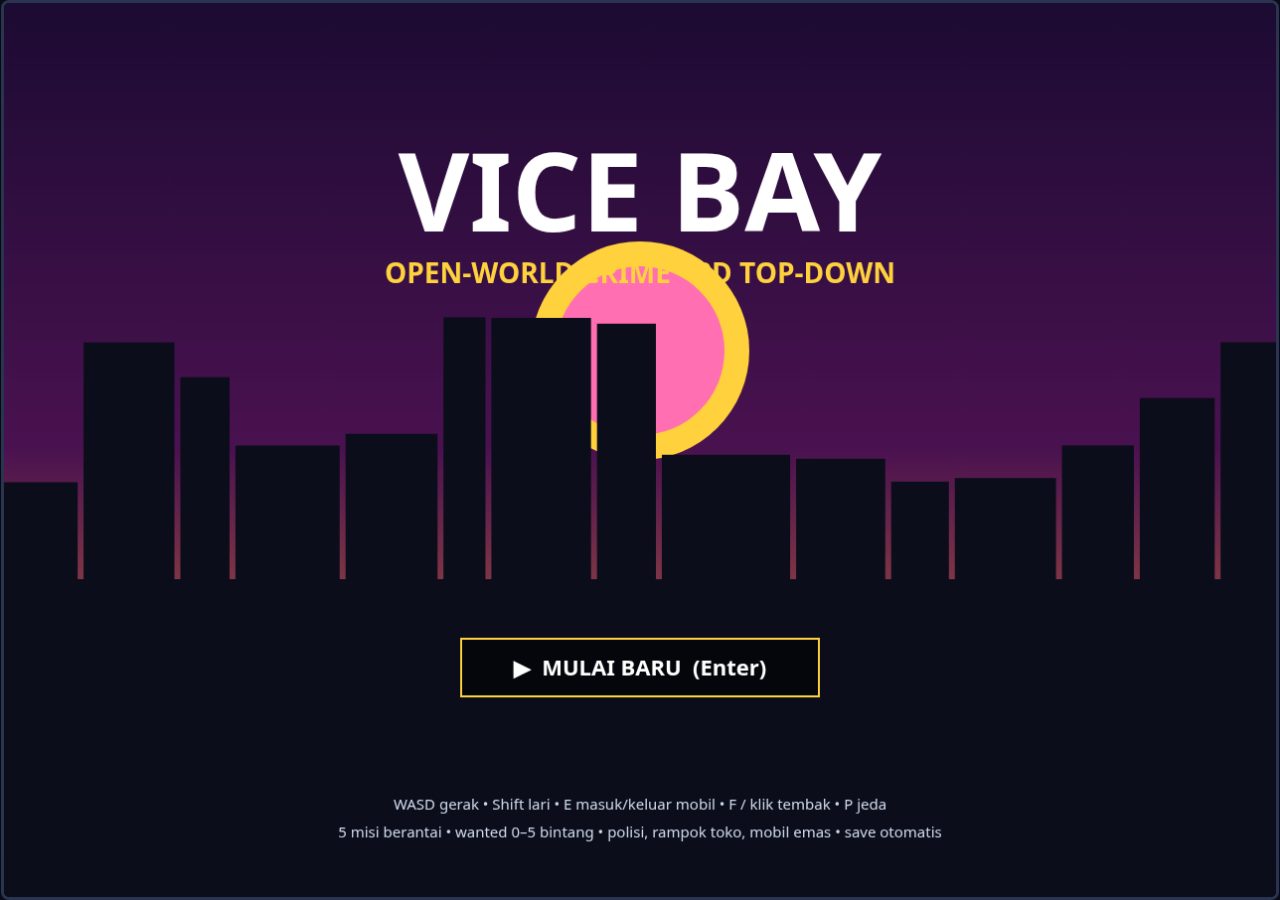 VICE BAY
OPEN-WORLD CRIME TOP-DOWN
▶ MULAI BARU (Enter)
WASD gerak • Shift lari • E masuk/keluar mobil • F / klik tembak • P jeda
5 misi berantai • wanted 0–5 bintang • polisi, rampok toko, mobil emas • save otomatis